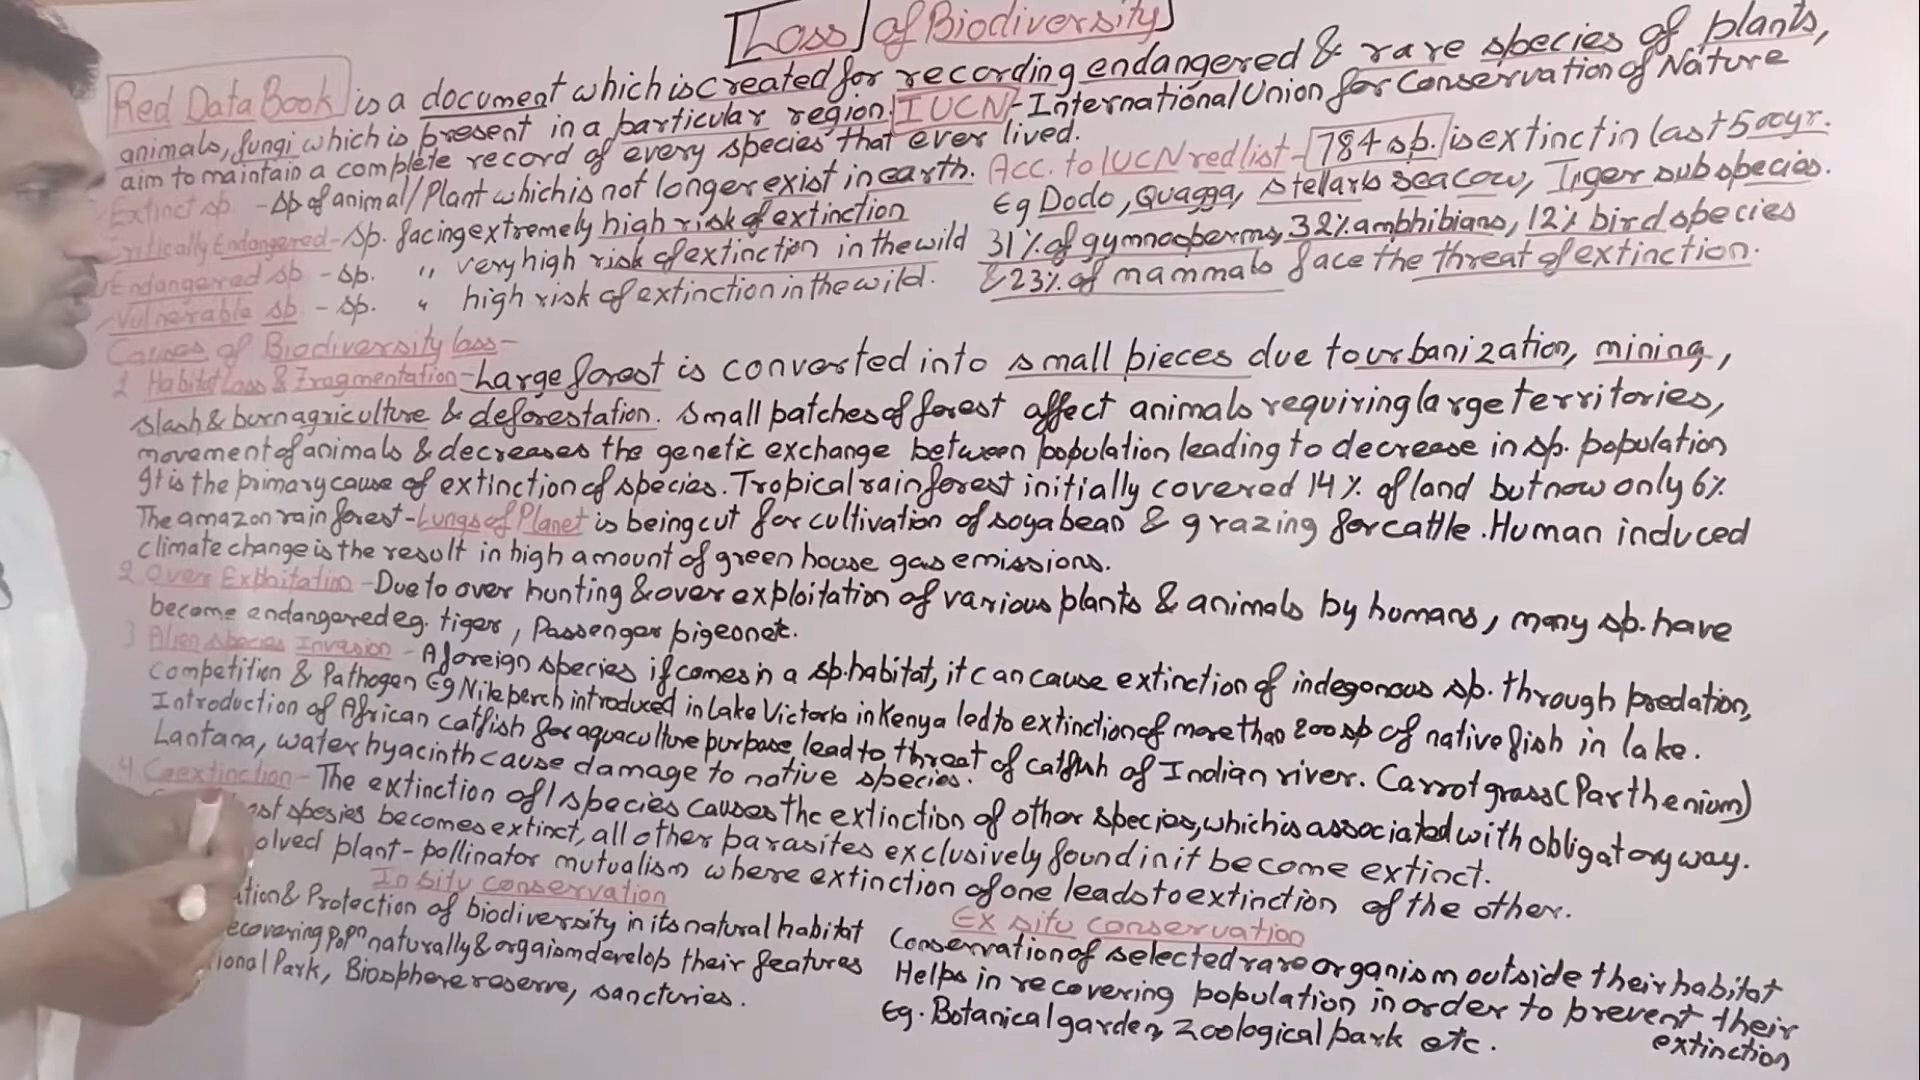 Loss of Biodiversity
Red Data Book is a document which is created for recording endangered & rare species of plants,
animals, fungi which is present in a particular region. IUCN - International Union for Conservation of Nature
aim to maintain a complete record of every species that ever lived.
Acc. to IUCN red list - 784 sp. is extinct in last 500yr.
Eg Dodo, Quagga, Stellar's sea cow, Tiger sub species.
31% of gymnosperms, 32% amphibians, 12% bird species
& 23% of mammals face the threat of extinction.
Extinct sp. - sp of animal/Plant which is not longer exist in earth.
Critically Endangered - sp. facing extremely high risk of extinction
Endangered sp - sp. " very high risk of extinction in the wild
Vulnerable sp - sp. " high risk of extinction in the wild.
Causes of Biodiversity loss -
1 Habitat Loss & Fragmentation - Large forest is converted into small pieces due to urbanization, mining,
slash & burn agriculture & deforestation. Small patches of forest affect animals requiring large territories,
movement of animals & decreases the genetic exchange between population leading to decrease in sp. population
It is the primary cause of extinction of species. Tropical rain forest initially covered 14% of land but now only 6%
The amazon rain forest - Lungs of Planet is being cut for cultivation of soyabean & grazing for cattle. Human induced
climate change is the result in high amount of green house gas emissions.
2 Over Exploitation - Due to over hunting & over exploitation of various plants & animals by humans, many sp. have
become endangered eg. tiger, Passenger pigeon etc.
3 Alien species Invasion - A foreign species if comes in a sp. habitat, it can cause extinction of indegonous sp. through predation,
Competition & Pathogen Eg Nile perch introduced in Lake Victoria in Kenya led to extinction of more than 200 sp of native fish in lake.
Introduction of African catfish for aquaculture purpose lead to threat of catfish of Indian river. Carrot grass (Parthenium)
Lantana, water hyacinth cause damage to native species.
4 Coextinction - The extinction of 1 species causes the extinction of other species, which is associated with obligatory way.
ost spesies becomes extinct, all other parasites exclusively found in it become extinct.
olved plant-pollinator mutualism where extinction of one leads to extinction of the other.
In situ conservation
ation & Protection of biodiversity in its natural habitat
ecovering popn naturally & orgaism develop their features
ional Park, Biosphere reserve, sancturies.
Ex situ conservation
Conservation of selected rare organism outside their habitat
Helps in recovering population in order to prevent their
extinction
Eg. Botanical garden, Zoological park etc.